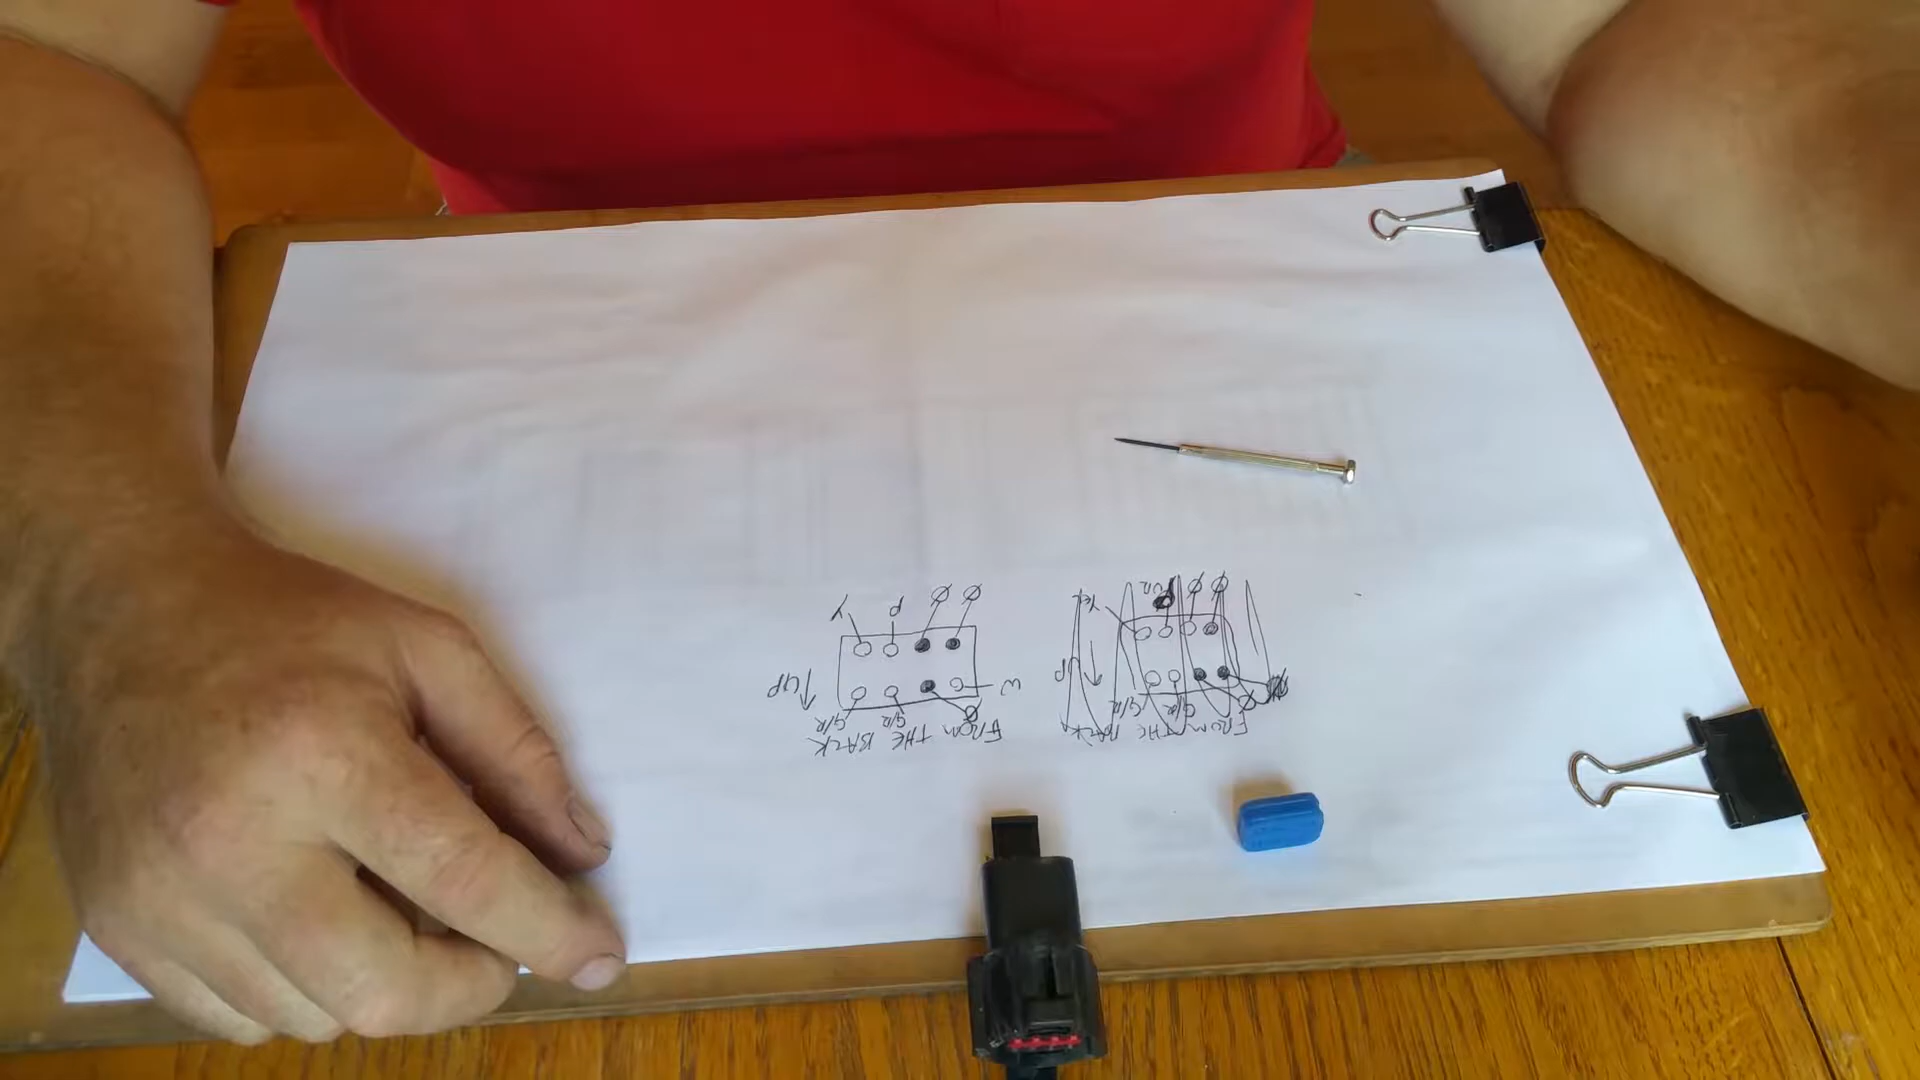 FROM THE BACK
Ø G/R G/R
UP
Ø Ø PUR YEL
FROM THE BACK
Ø G/R G/R
W UP
Ø Ø P Y